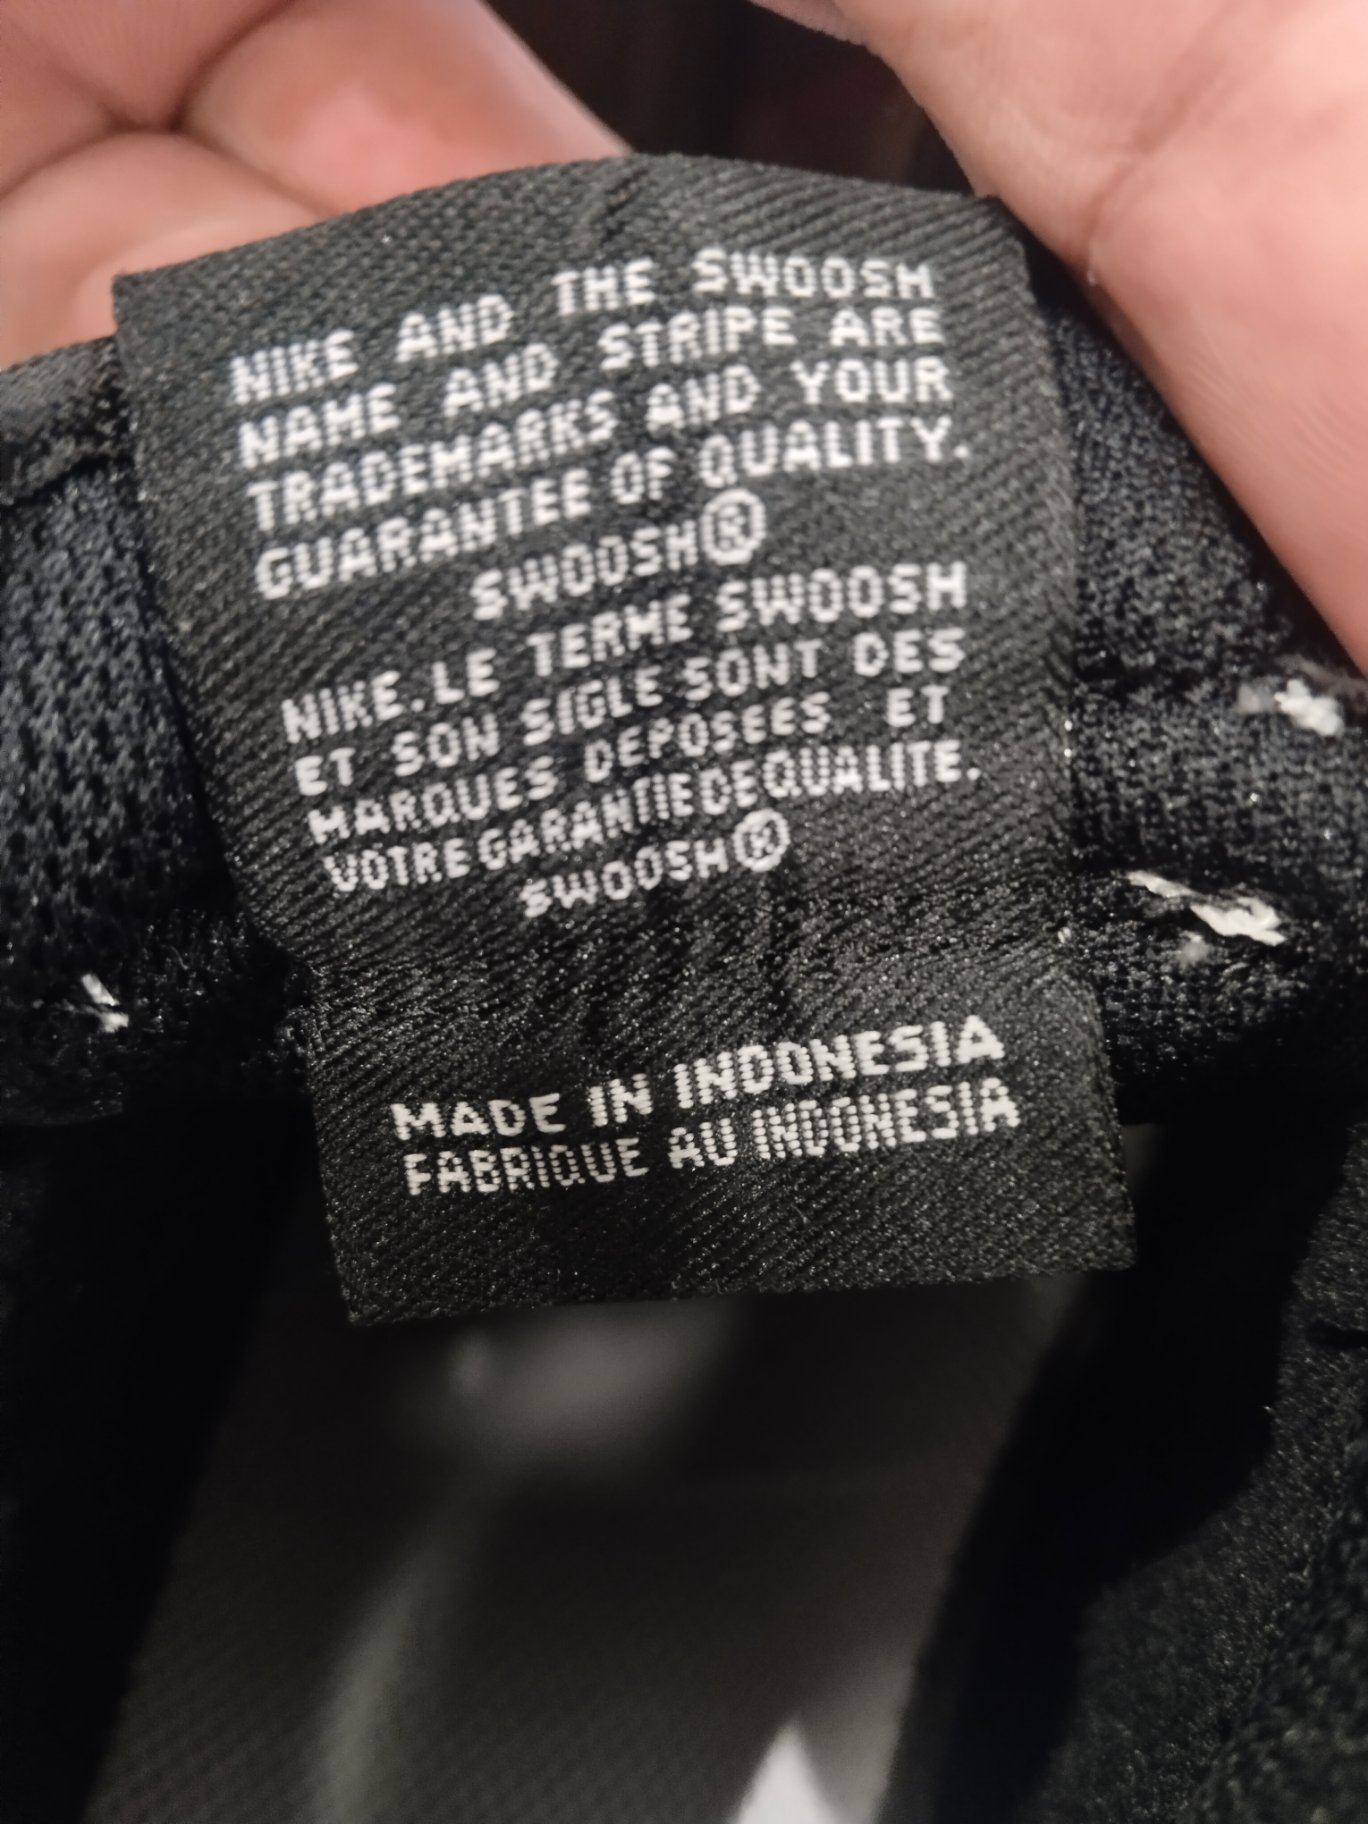 NIKE AND THE SWOOSH
NAME AND STRIPE ARE
TRADEMARKS AND YOUR
GUARANTEE OF QUALITY.
SWOOSH®
NIKE. LE TERME SWOOSH
ET SON SIGLE SONT DES
MARQUES DEPOSEES ET
VOTRE GARANTIE DE QUALITE.
SWOOSH®
MADE IN INDONESIA
FABRIQUE AU INDONESIA